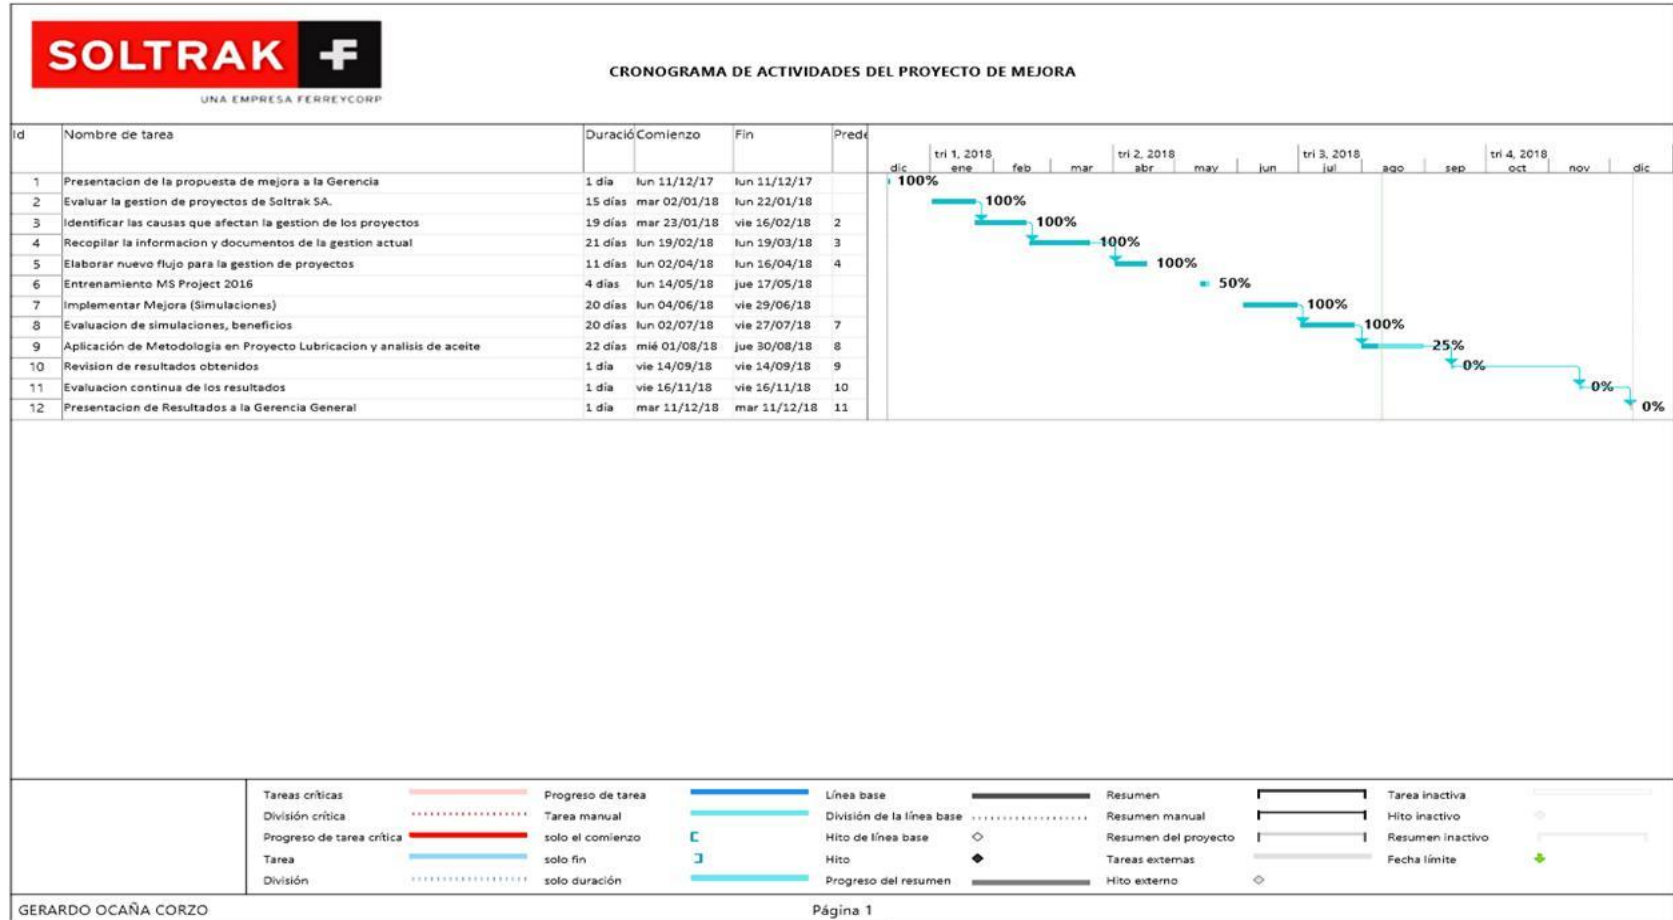 SOLTRAK
UNA EMPRESA FERREYCORP
CRONOGRAMA DE ACTIVIDADES DEL PROYECTO DE MEJORA
Id Nombre de tarea Duració Comienzo Fin Prede
tri 1, 2018 tri 2, 2018 tri 3, 2018 tri 4, 2018
dic ene feb mar abr may jun jul ago sep oct nov dic
1 Presentacion de la propuesta de mejora a la Gerencia 1 día lun 11/12/17 lun 11/12/17 100%
2 Evaluar la gestion de proyectos de Soltrak SA. 15 días mar 02/01/18 lun 22/01/18 100%
3 Identificar las causas que afectan la gestion de los proyectos 19 días mar 23/01/18 vie 16/02/18 2 100%
4 Recopilar la informacion y documentos de la gestion actual 21 días lun 19/02/18 lun 19/03/18 3 100%
5 Elaborar nuevo flujo para la gestion de proyectos 11 días lun 02/04/18 lun 16/04/18 4 100%
6 Entrenamiento MS Project 2016 4 días lun 14/05/18 jue 17/05/18 50%
7 Implementar Mejora (Simulaciones) 20 días lun 04/06/18 vie 29/06/18 100%
8 Evaluacion de simulaciones, beneficios 20 días lun 02/07/18 vie 27/07/18 7 100%
9 Aplicación de Metodologia en Proyecto Lubricacion y analisis de aceite 22 días mié 01/08/18 jue 30/08/18 8 25%
10 Revision de resultados obtenidos 1 día vie 14/09/18 vie 14/09/18 9 0%
11 Evaluacion continua de los resultados 1 día vie 16/11/18 vie 16/11/18 10 0%
12 Presentacion de Resultados a la Gerencia General 1 día mar 11/12/18 mar 11/12/18 11 0%
Tareas críticas Progreso de tarea Línea base Resumen Tarea inactiva
División crítica Tarea manual División de la línea base Resumen manual Hito inactivo
Progreso de tarea crítica solo el comienzo Hito de línea base Resumen del proyecto Resumen inactivo
Tarea solo fin Hito Tareas externas Fecha límite
División solo duración Progreso del resumen Hito externo
GERARDO OCAÑA CORZO Página 1